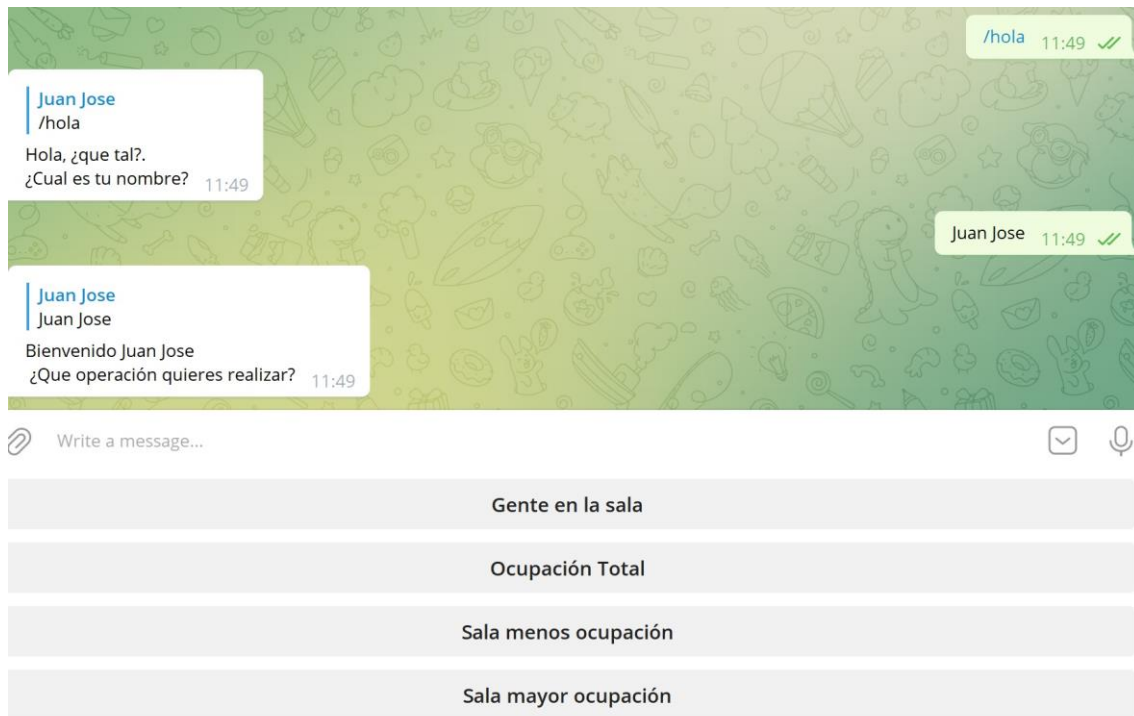 /hola 11:49
Juan Jose
/hola
Hola, ¿que tal?.
¿Cual es tu nombre? 11:49
Juan Jose 11:49
Juan Jose
Juan Jose
Bienvenido Juan Jose
¿Que operación quieres realizar? 11:49
Write a message...
Gente en la sala
Ocupación Total
Sala menos ocupación
Sala mayor ocupación